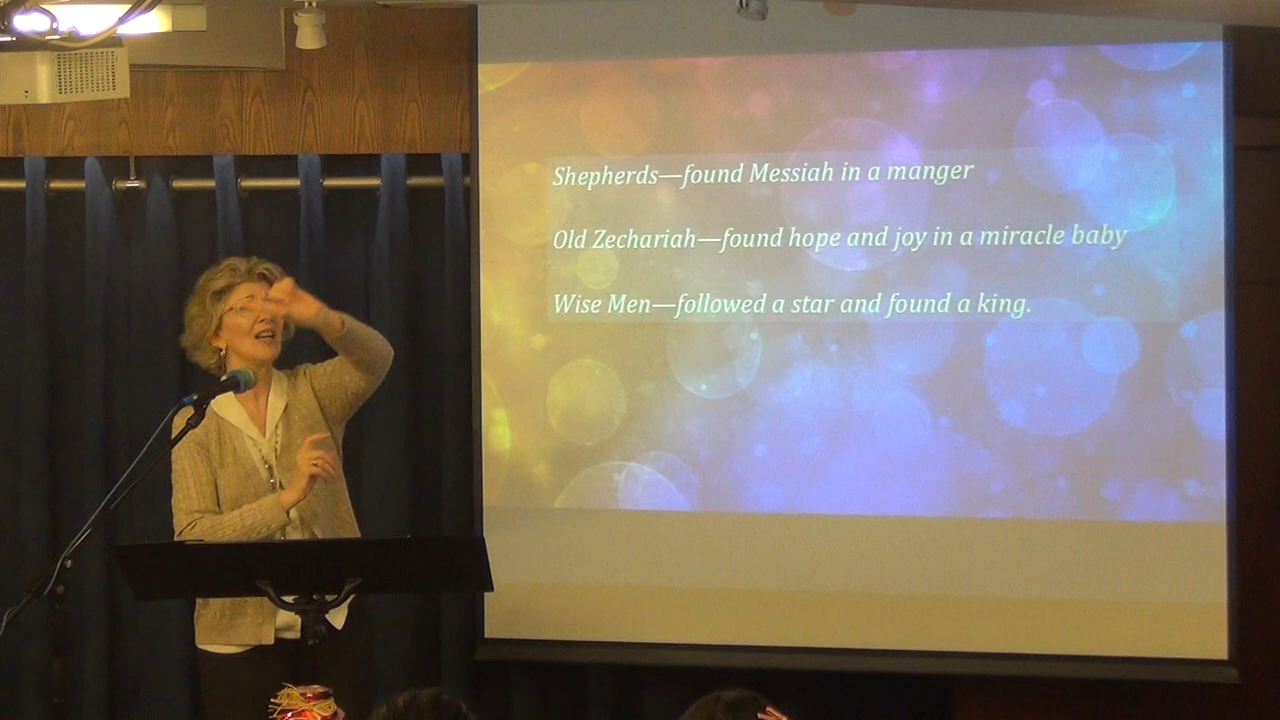 Shepherds—found Messiah in a manger
Old Zechariah—found hope and joy in a miracle baby
Wise Men—followed a star and found a king.